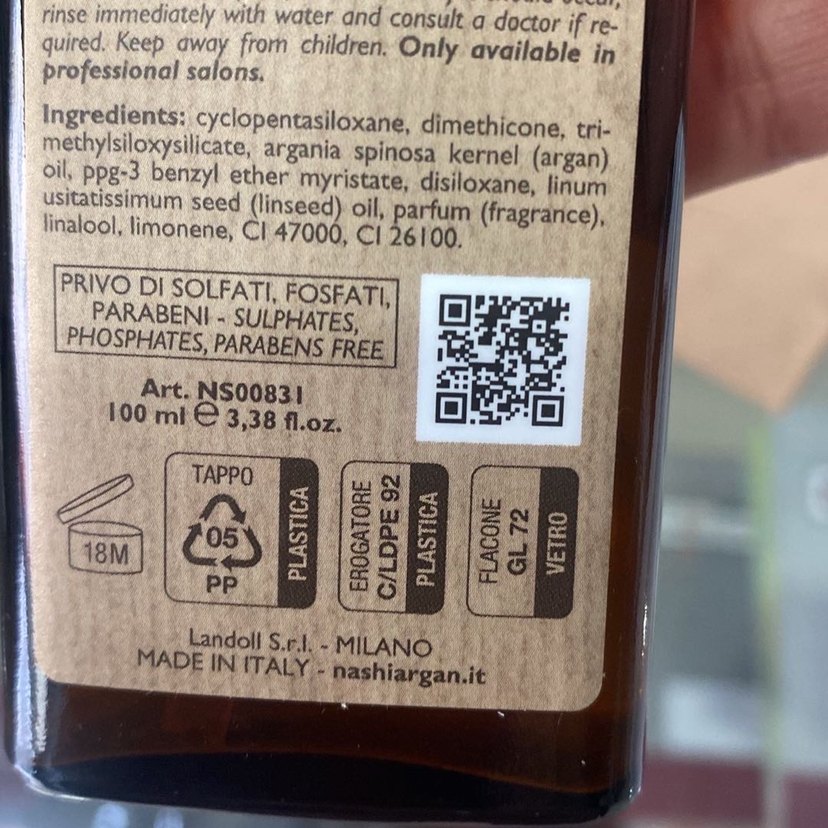 rinse immediately with water and consult a doctor if re-
quired. Keep away from children. Only available in
professional salons.
Ingredients: cyclopentasiloxane, dimethicone, tri-
methylsiloxysilicate, argania spinosa kernel (argan)
oil, ppg-3 benzyl ether myristate, disiloxane, linum
usitatissimum seed (linseed) oil, parfum (fragrance),
linalool, limonene, CI 47000, CI 26100.
PRIVO DI SOLFATI, FOSFATI,
PARABENI - SULPHATES,
PHOSPHATES, PARABENS FREE
Art. NS00831
100 ml ℮ 3,38 fl.oz.
18M
TAPPO
05
PP
PLASTICA
EROGATORE
C/LDPE 92
PLASTICA
FLACONE
GL 72
VETRO
Landoll S.r.l. - MILANO
MADE IN ITALY - nashiargan.it